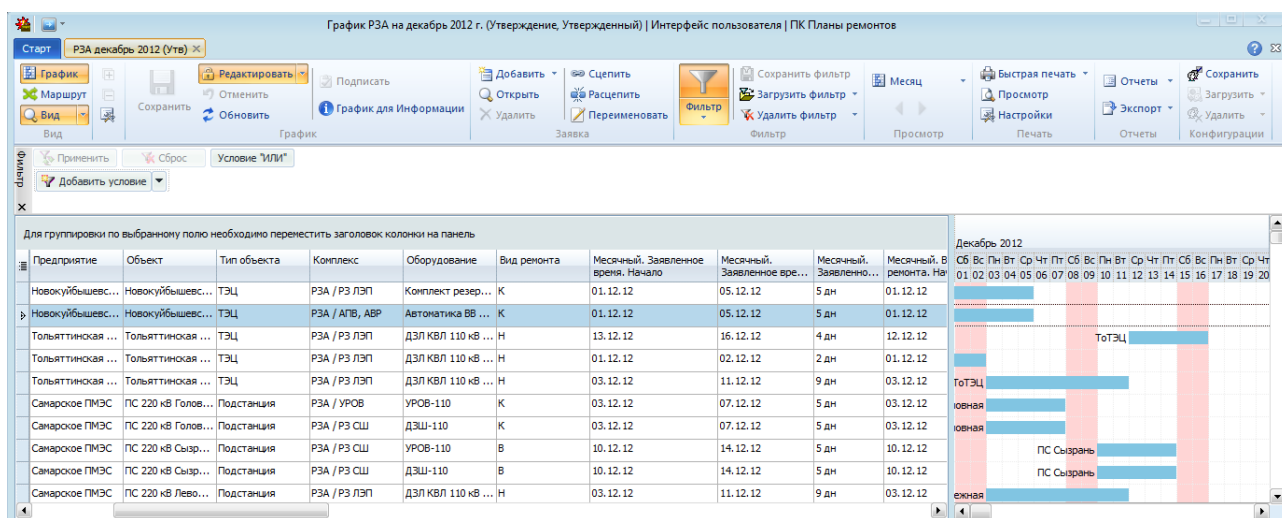 График РЗА на декабрь 2012 г. (Утверждение, Утвержденный) | Интерфейс пользователя | ПК Планы ремонтов
Старт РЗА декабрь 2012 (Утв)
График Редактировать Подписать Добавить Сцепить Сохранить фильтр Месяц Быстрая печать Отчеты Сохранить
Маршрут Сохранить Отменить График для Информации Открыть Расцепить Фильтр Загрузить фильтр Просмотр Экспорт Загрузить
Вид Обновить Удалить Переименовать Удалить фильтр Настройки Удалить
Вид График Заявка Фильтр Просмотр Печать Отчеты Конфигурации
Фильтр Применить Сброс Условие "ИЛИ"
Добавить условие
Для группировки по выбранному полю необходимо переместить заголовок колонки на панель
Декабрь 2012
Предприятие Объект Тип объекта Комплекс Оборудование Вид ремонта Месячный. Заявленное время. Начало Месячный. Заявленное вре... Месячный. Заявленно... Месячный. В ремонта. На Сб Вс Пн Вт Ср Чт Пт Сб Вс Пн Вт Ср Чт Пт Сб Вс Пн Вт Ср Чт
01 02 03 04 05 06 07 08 09 10 11 12 13 14 15 16 17 18 19 20
Новокуйбышевс... Новокуйбышевс... ТЭЦ РЗА / РЗ ЛЭП Комплект резер... К 01.12.12 05.12.12 5 дн 01.12.12
Новокуйбышевс... Новокуйбышевс... ТЭЦ РЗА / АПВ, АВР Автоматика ВВ ... К 01.12.12 05.12.12 5 дн 01.12.12
Тольяттинская ... Тольяттинская ... ТЭЦ РЗА / РЗ ЛЭП ДЗЛ КВЛ 110 кВ ... Н 13.12.12 16.12.12 4 дн 12.12.12 ТоТЭЦ
Тольяттинская ... Тольяттинская ... ТЭЦ РЗА / РЗ ЛЭП ДЗЛ КВЛ 110 кВ ... Н 01.12.12 02.12.12 2 дн 01.12.12
Тольяттинская ... Тольяттинская ... ТЭЦ РЗА / РЗ ЛЭП ДЗЛ КВЛ 110 кВ ... Н 03.12.12 11.12.12 9 дн 03.12.12 ТоТЭЦ
Самарское ПМЭС ПС 220 кВ Голов... Подстанция РЗА / УРОВ УРОВ-110 К 03.12.12 07.12.12 5 дн 03.12.12 овная
Самарское ПМЭС ПС 220 кВ Голов... Подстанция РЗА / РЗ СШ ДЗШ-110 К 03.12.12 07.12.12 5 дн 03.12.12 овная
Самарское ПМЭС ПС 220 кВ Сызр... Подстанция РЗА / РЗ СШ УРОВ-110 В 10.12.12 14.12.12 5 дн 10.12.12 ПС Сызрань
Самарское ПМЭС ПС 220 кВ Сызр... Подстанция РЗА / РЗ СШ ДЗШ-110 В 10.12.12 14.12.12 5 дн 10.12.12 ПС Сызрань
Самарское ПМЭС ПС 220 кВ Лево... Подстанция РЗА / РЗ ЛЭП ДЗЛ КВЛ 110 кВ ... Н 03.12.12 11.12.12 9 дн 03.12.12 ежная